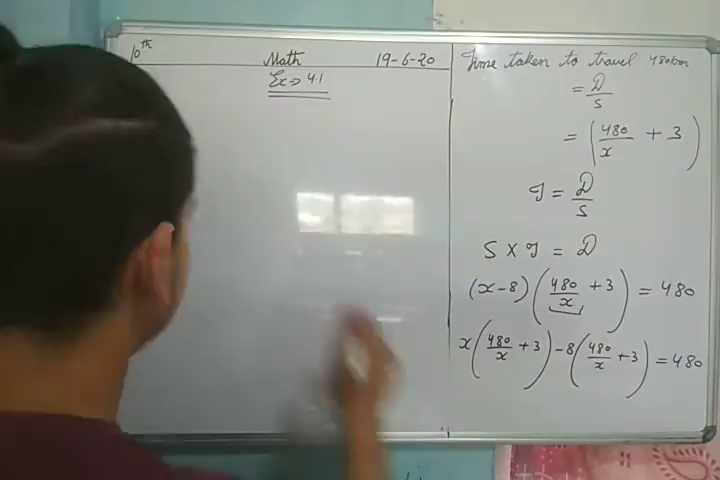 10th Math 19-6-20
Ex → 4.1
Time taken to travel 480km
= D/S
= (480/x + 3)
T = D/S
S × T = D
(x-8)(480/x + 3) = 480
x(480/x + 3) - 8(480/x + 3) = 480